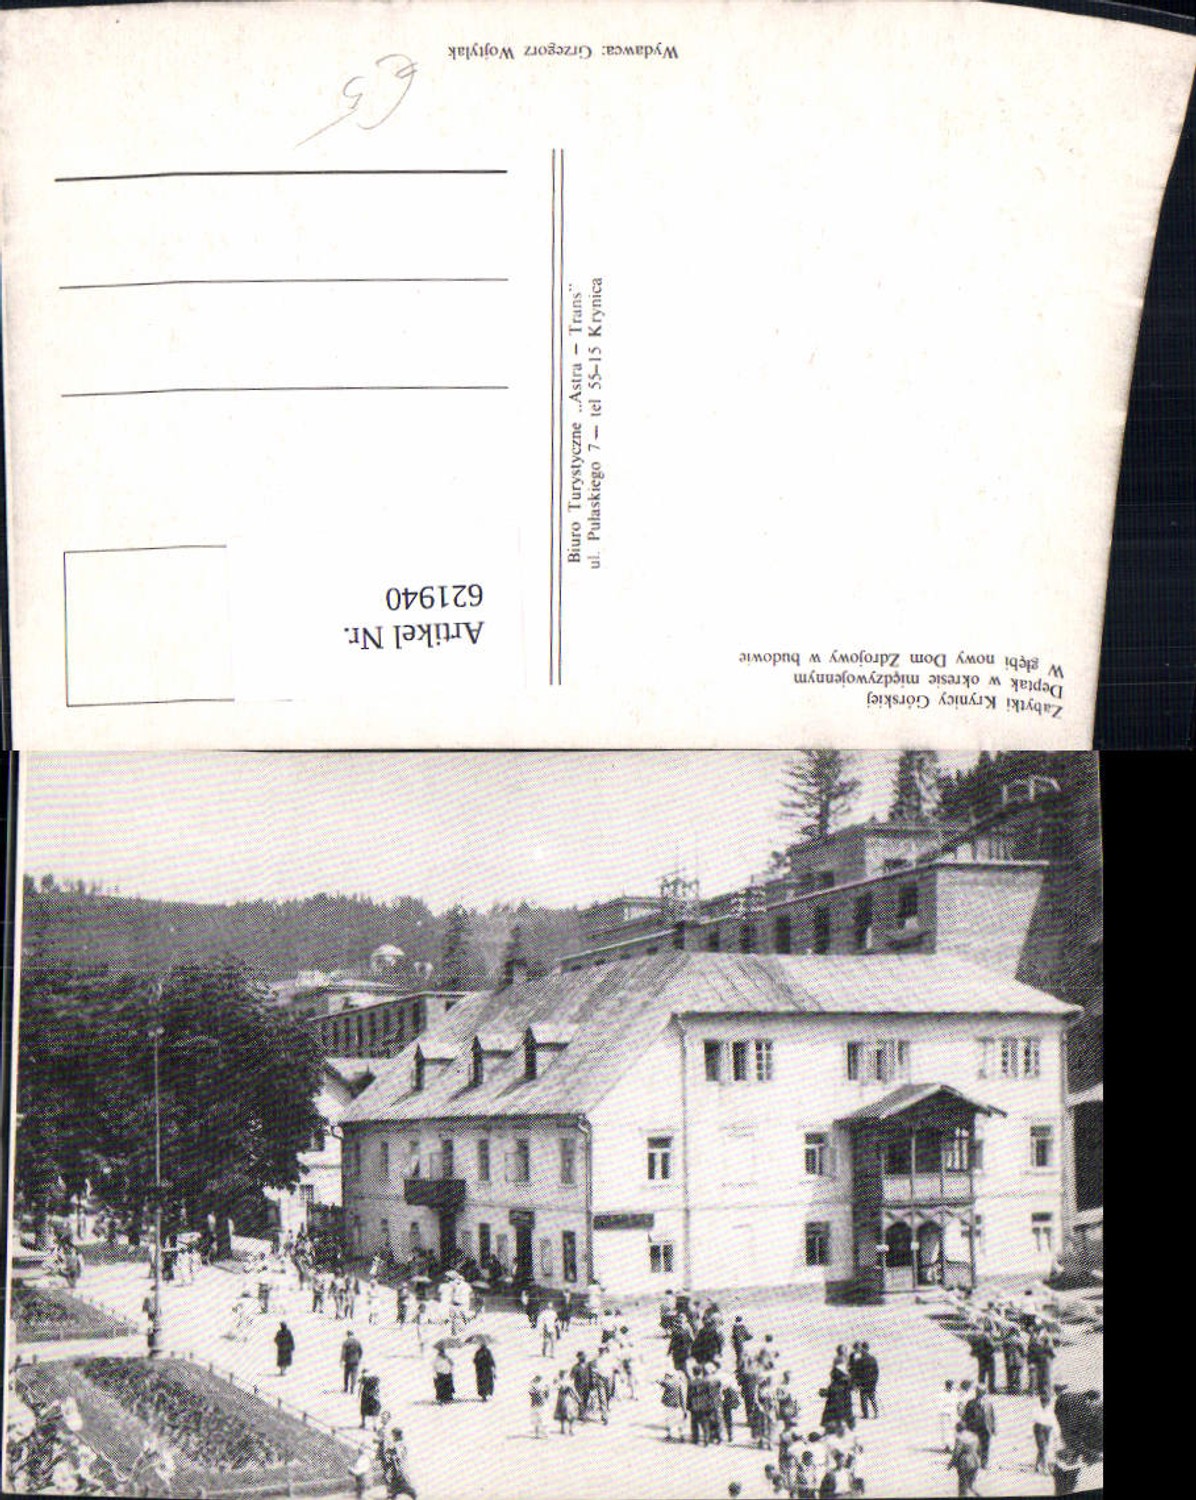 Zabytki Krynicy Górskiej
Deptak w okresie międzywojennym
W głębi nowy Dom Zdrojowy w budowie
Biuro Turystyczne „Astra – Trans”
ul. Pułaskiego 7 — tel 55–15 Krynica
Artikel Nr.
621940
Wydawca: Grzegorz Wojtylak